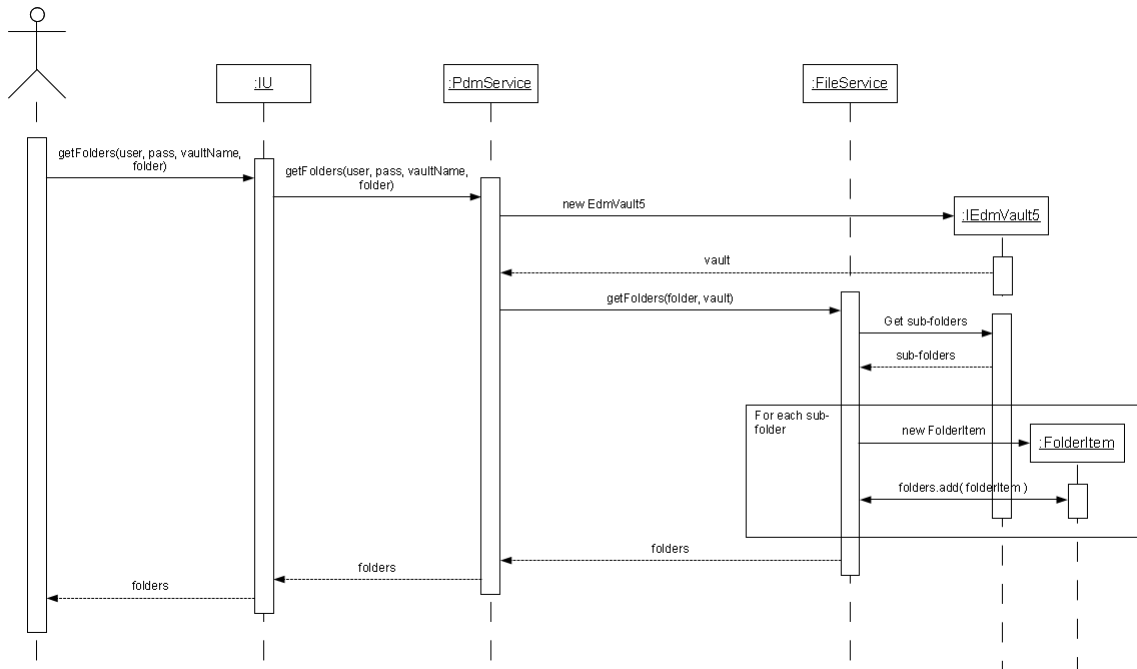 :IU
:PdmService
:FileService
getFolders(user, pass, vaultName,
folder)
getFolders(user, pass, vaultName,
folder)
new EdmVault5
:IEdmVault5
vault
getFolders(folder, vault)
Get sub-folders
sub-folders
For each sub-
folder
new FolderItem
:FolderItem
folders.add( folderItem )
folders
folders
folders